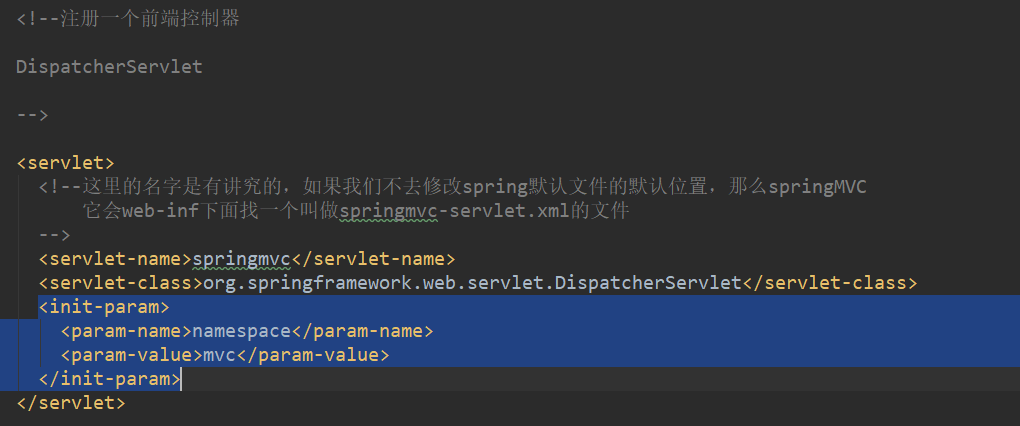 <!--注册一个前端控制器
DispatcherServlet
-->
<servlet>
<!--这里的名字是有讲究的，如果我们不去修改spring默认文件的默认位置，那么springMVC
它会web-inf下面找一个叫做springmvc-servlet.xml的文件
-->
<servlet-name>springmvc</servlet-name>
<servlet-class>org.springframework.web.servlet.DispatcherServlet</servlet-class>
<init-param>
<param-name>namespace</param-name>
<param-value>mvc</param-value>
</init-param>
</servlet>